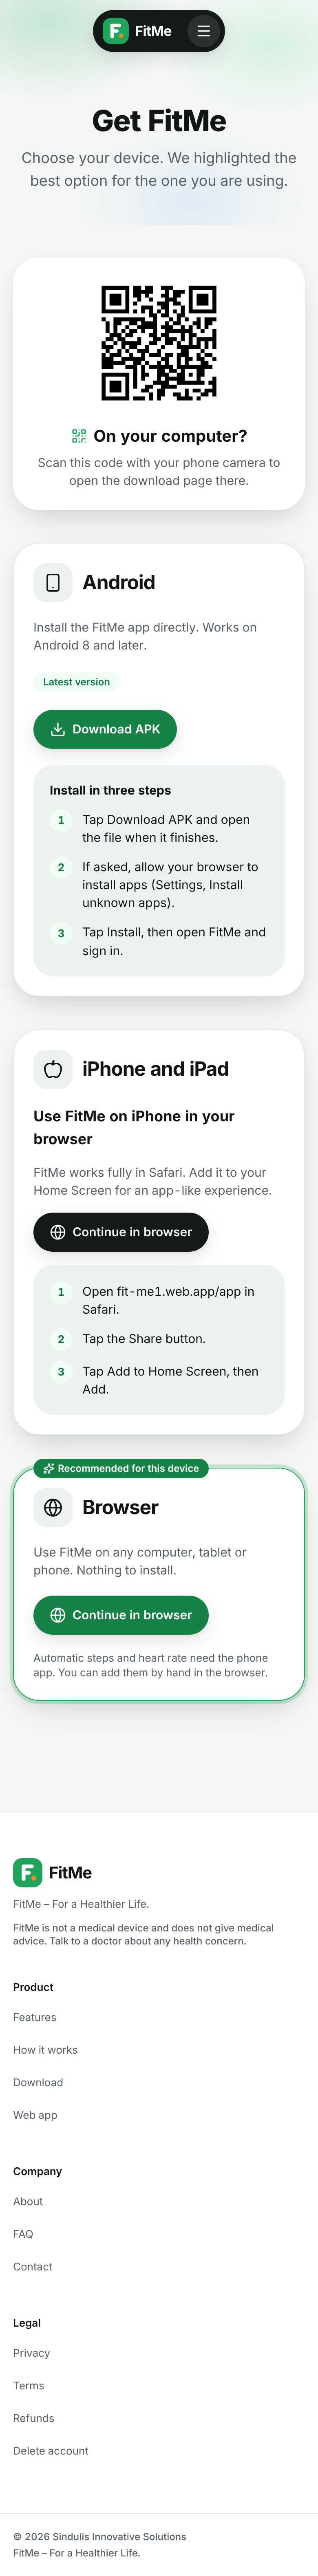 FitMe
Get FitMe
Choose your device. We highlighted the
best option for the one you are using.
On your computer?
Scan this code with your phone camera to
open the download page there.
Android
Install the FitMe app directly. Works on
Android 8 and later.
Latest version
Download APK
Install in three steps
1 Tap Download APK and open
the file when it finishes.
2 If asked, allow your browser to
install apps (Settings, Install
unknown apps).
3 Tap Install, then open FitMe and
sign in.
iPhone and iPad
Use FitMe on iPhone in your
browser
FitMe works fully in Safari. Add it to your
Home Screen for an app-like experience.
Continue in browser
1 Open fit-me1.web.app/app in
Safari.
2 Tap the Share button.
3 Tap Add to Home Screen, then
Add.
Recommended for this device
Browser
Use FitMe on any computer, tablet or
phone. Nothing to install.
Continue in browser
Automatic steps and heart rate need the phone
app. You can add them by hand in the browser.
FitMe
FitMe – For a Healthier Life.
FitMe is not a medical device and does not give medical
advice. Talk to a doctor about any health concern.
Product
Features
How it works
Download
Web app
Company
About
FAQ
Contact
Legal
Privacy
Terms
Refunds
Delete account
© 2026 Sindulis Innovative Solutions
FitMe – For a Healthier Life.